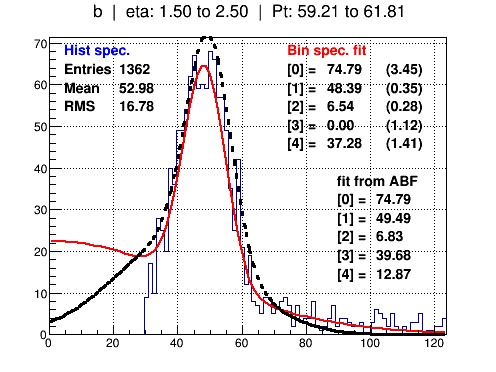 b | eta: 1.50 to 2.50 | Pt: 59.21 to 61.81
Hist spec.
Entries 1362
Mean 52.98
RMS 16.78
Bin spec. fit
[0] = 74.79 (3.45)
[1] = 48.39 (0.35)
[2] = 6.54 (0.28)
[3] = 0.00 (1.12)
[4] = 37.28 (1.41)
fit from ABF
[0] = 74.79
[1] = 49.49
[2] = 6.83
[3] = 39.68
[4] = 12.87
70
60
50
40
30
20
10
0
0 20 40 60 80 100 120